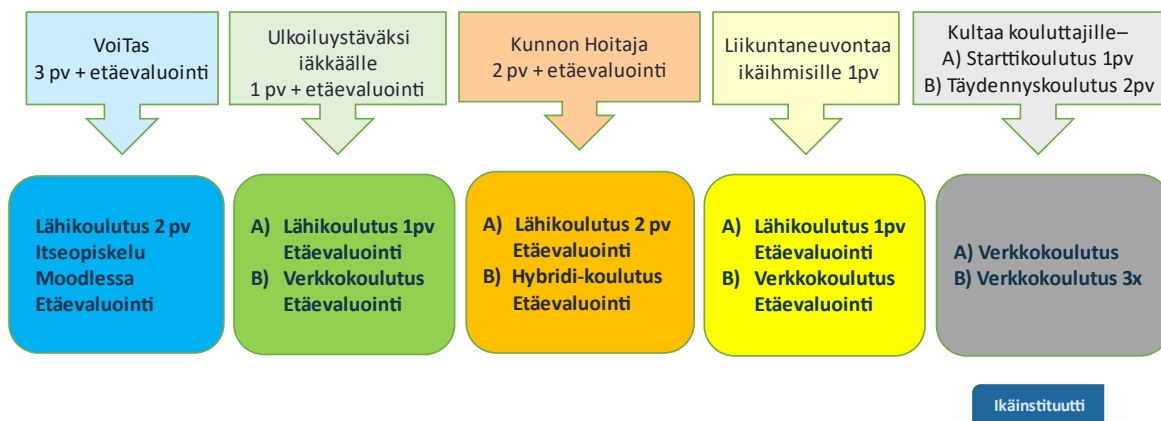 VoiTas
3 pv + etäevaluointi
Ulkoiluystäväksi
iäkkäälle
1 pv + etäevaluointi
Kunnon Hoitaja
2 pv + etäevaluointi
Liikuntaneuvontaa
ikäihmisille 1pv
Kultaa kouluttajille–
A) Starttikoulutus 1pv
B) Täydennyskoulutus 2pv
Lähikoulutus 2 pv
Itseopiskelu
Moodlessa
Etäevaluointi
A) Lähikoulutus 1pv
Etäevaluointi
B) Verkkokoulutus
Etäevaluointi
A) Lähikoulutus 2 pv
Etäevaluointi
B) Hybridi-koulutus
Etäevaluointi
A) Lähikoulutus 1pv
Etäevaluointi
B) Verkkokoulutus
Etäevaluointi
A) Verkkokoulutus
B) Verkkokoulutus 3x
Ikäinstituutti